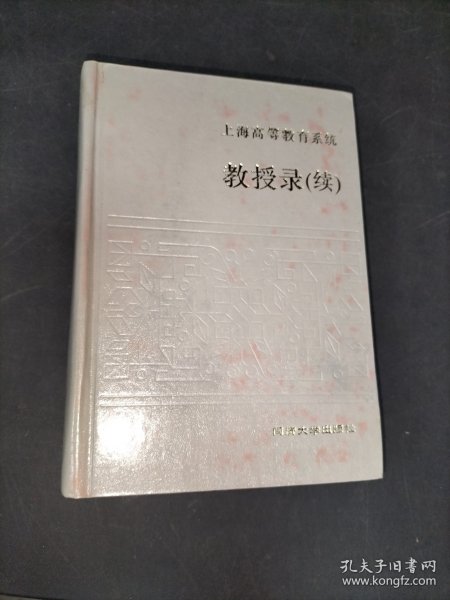 上海高等教育系统
教授录(续)
同济大学出版社
孔夫子旧书网
www.kongfz.com